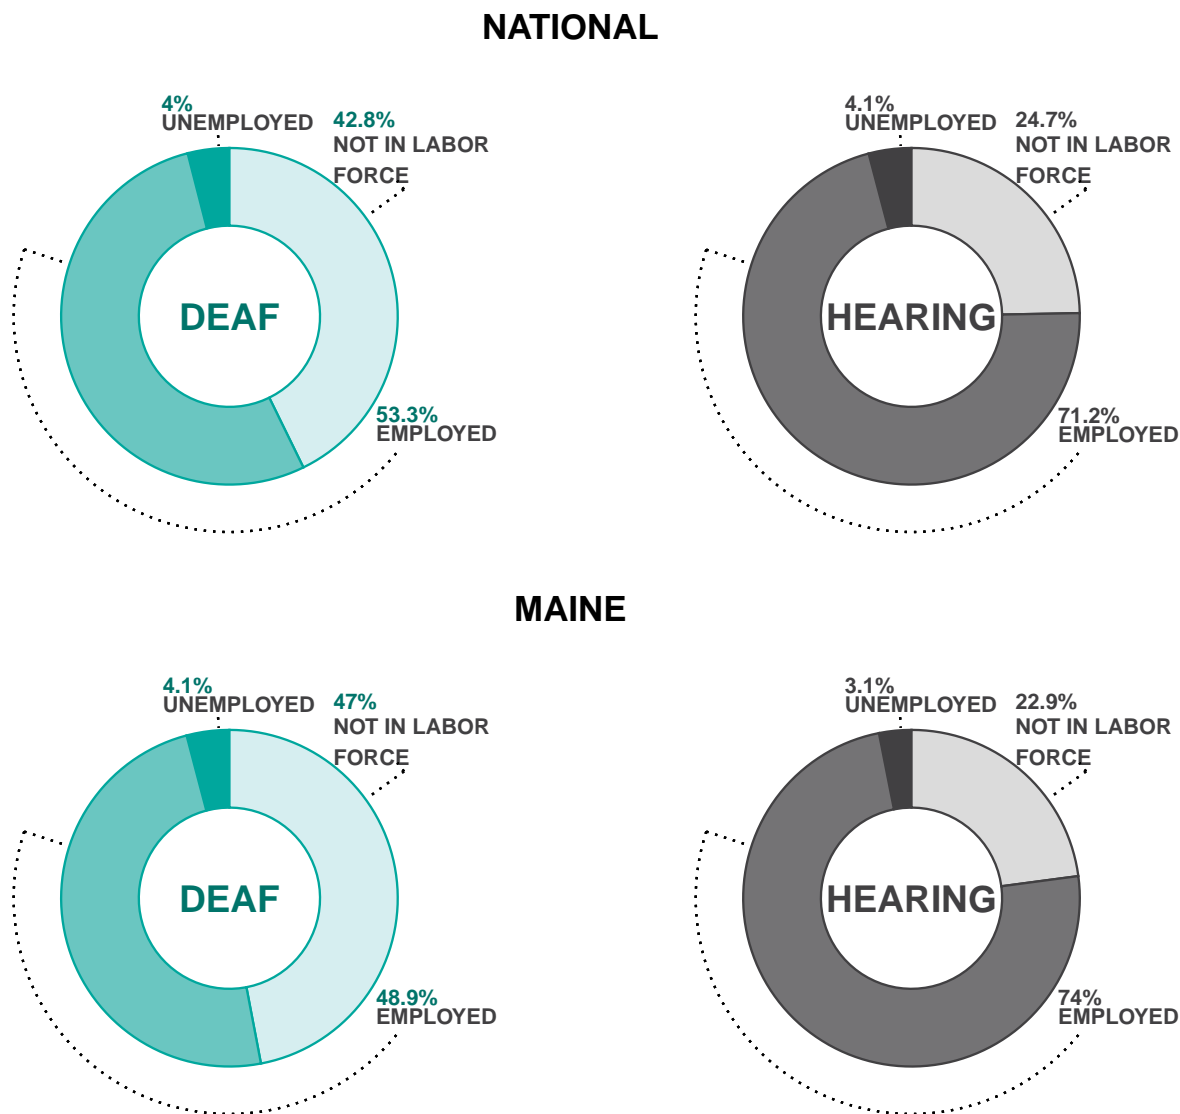 NATIONAL
4%
UNEMPLOYED
42.8%
NOT IN LABOR
FORCE
DEAF
53.3%
EMPLOYED
4.1%
UNEMPLOYED
24.7%
NOT IN LABOR
FORCE
HEARING
71.2%
EMPLOYED
MAINE
4.1%
UNEMPLOYED
47%
NOT IN LABOR
FORCE
DEAF
48.9%
EMPLOYED
3.1%
UNEMPLOYED
22.9%
NOT IN LABOR
FORCE
HEARING
74%
EMPLOYED